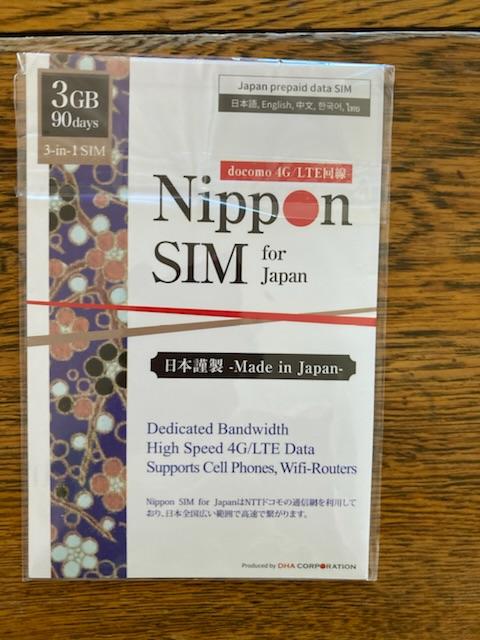 3GB
90days
3-in-1 SIM
Japan prepaid data SIM
日本語, English, 中文, 한국어, ไทย
docomo 4G/LTE回線
Nippon
SIM for
Japan
日本謹製 -Made in Japan-
Dedicated Bandwidth
High Speed 4G/LTE Data
Supports Cell Phones, Wifi-Routers
Nippon SIM for JapanはNTTドコモの通信網を利用して
おり、日本全国広い範囲で高速で繋がります。
Produced by DHA CORPORATION